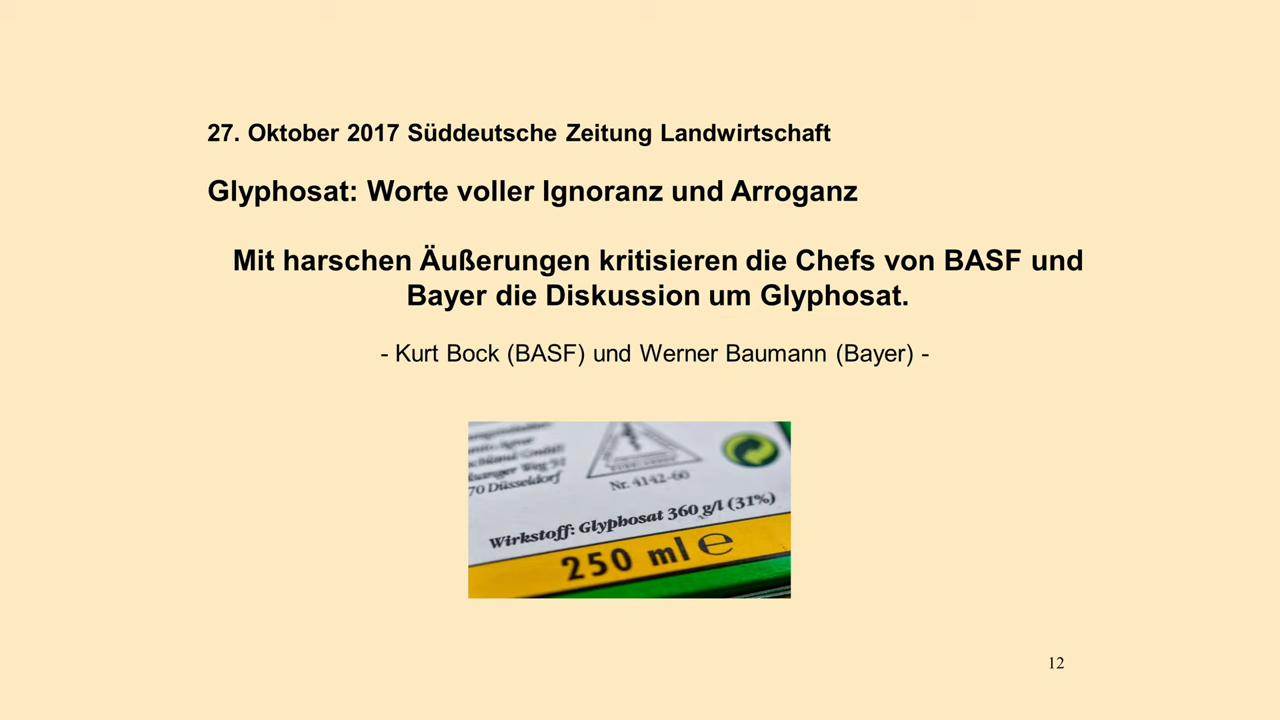 27. Oktober 2017 Süddeutsche Zeitung Landwirtschaft
Glyphosat: Worte voller Ignoranz und Arroganz
Mit harschen Äußerungen kritisieren die Chefs von BASF und
Bayer die Diskussion um Glyphosat.
- Kurt Bock (BASF) und Werner Baumann (Bayer) -
70 Düsseldorf
Nr. 4142-60
Wirkstoff: Glyphosat 360 g/l (31%)
250 ml e
12